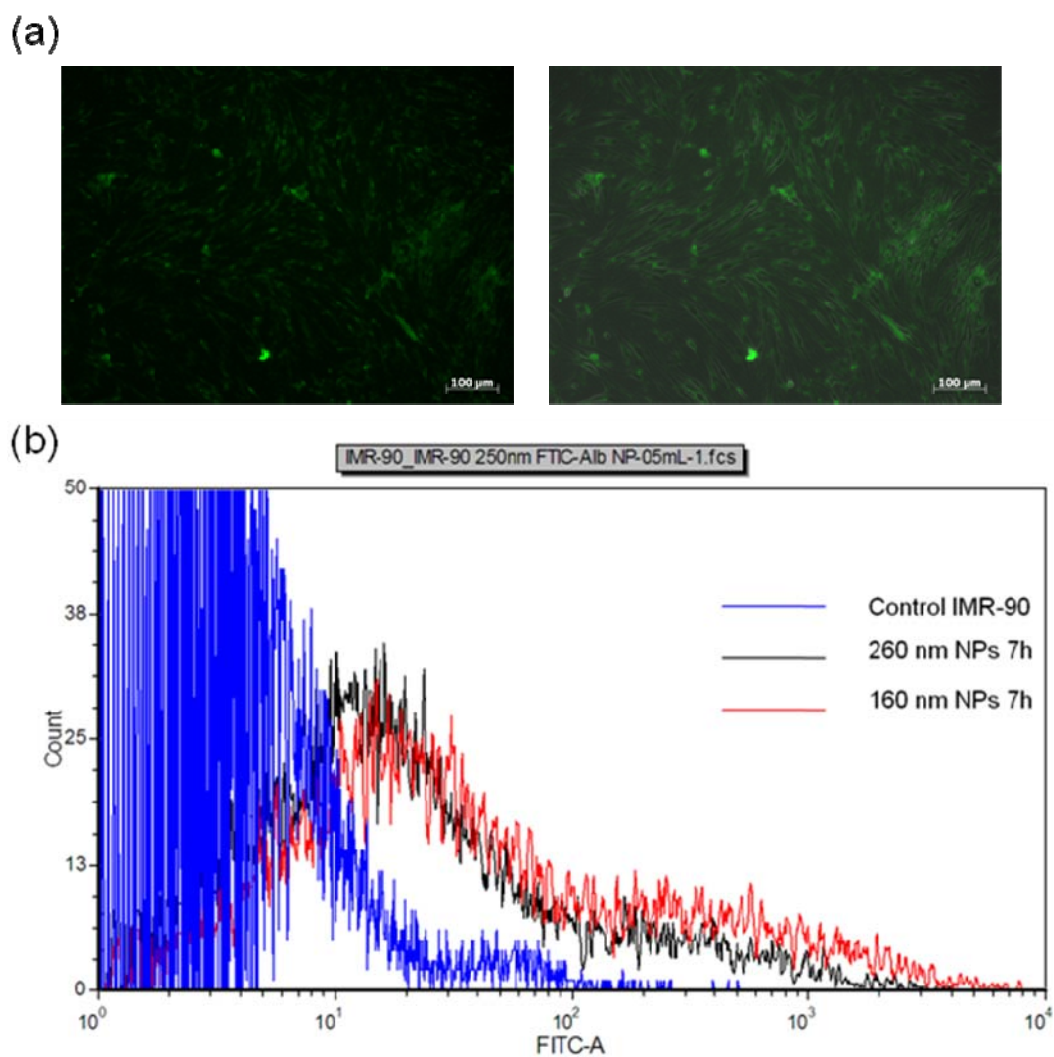 (a)
100 µm
100 µm
(b)
IMR-90_IMR-90 250nm FTIC-Alb NP-05mL-1.fcs
50
38
25
13
0
Count
Control IMR-90
260 nm NPs 7h
160 nm NPs 7h
10^0
10^1
10^2
10^3
10^4
FITC-A